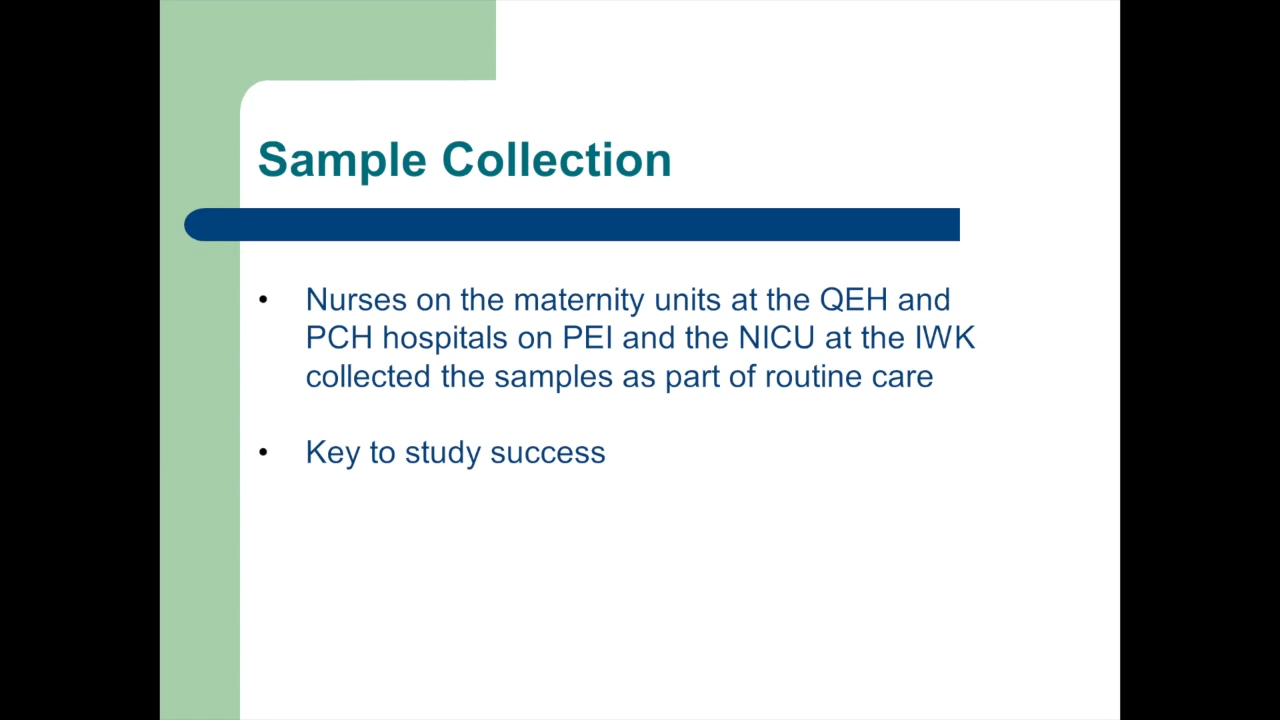 Sample Collection
• Nurses on the maternity units at the QEH and
PCH hospitals on PEI and the NICU at the IWK
collected the samples as part of routine care
• Key to study success